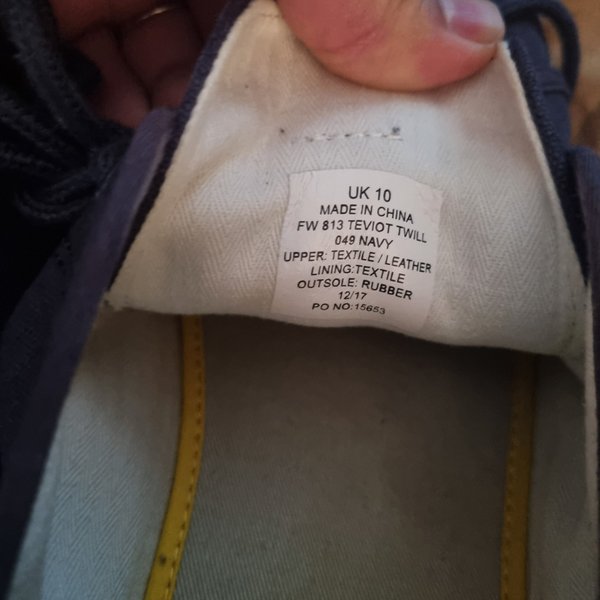 UK 10
MADE IN CHINA
FW 813 TEVIOT TWILL
049 NAVY
UPPER: TEXTILE / LEATHER
LINING:TEXTILE
OUTSOLE: RUBBER
12/17
PO NO:15653